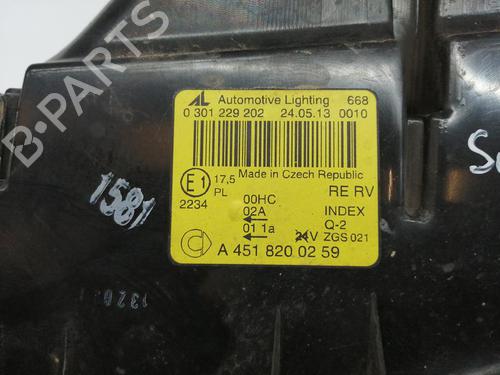 B-PARTS
AL Automotive Lighting 668
0 301 229 202 24.05.13 0010
Made in Czech Republic
E1 17,5 RE RV
PL
2234
00HC
02A INDEX
Q-2
01 1a 24V ZGS 021
A 451 820 02 59
1581